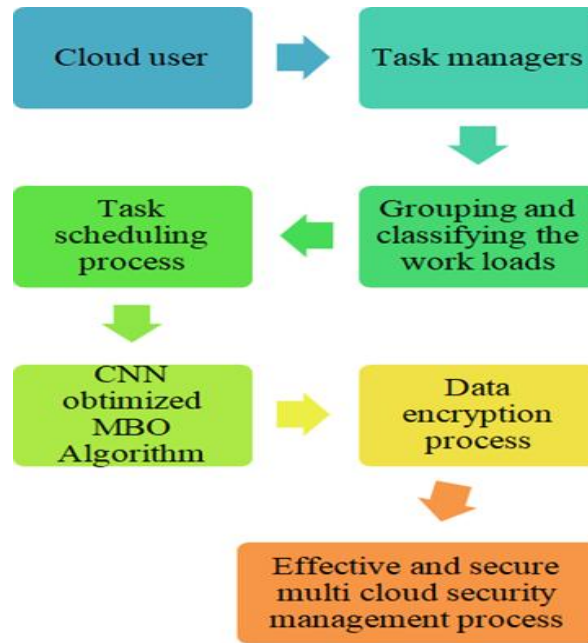 Cloud user
Task managers
Grouping and
classifying the
work loads
Task
scheduling
process
CNN
obtimized
MBO
Algorithm
Data
encryption
process
Effective and secure
multi cloud security
management process